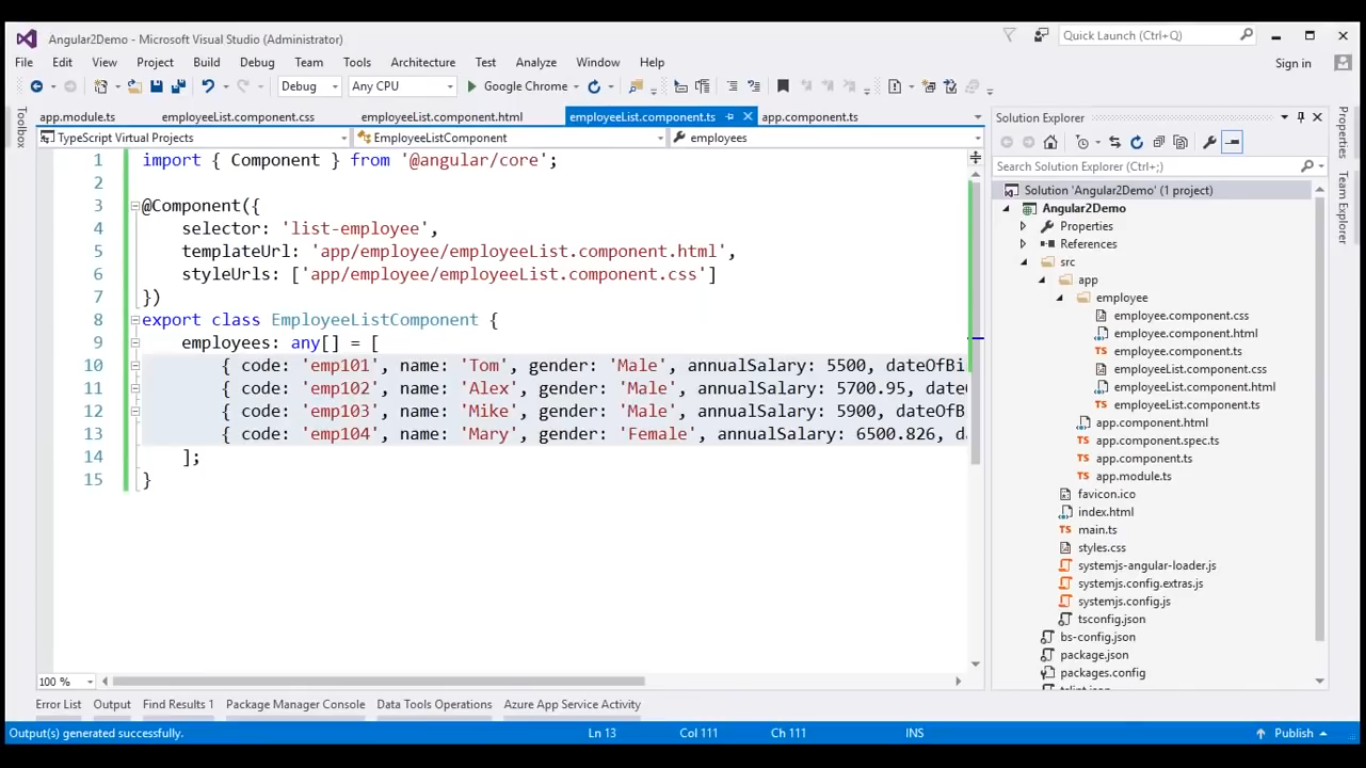 Angular2Demo - Microsoft Visual Studio (Administrator)
Quick Launch (Ctrl+Q)
File Edit View Project Build Debug Team Tools Architecture Test Analyze Window Help
Sign in
Debug Any CPU Google Chrome
Toolbox
app.module.ts employeeList.component.css employeeList.component.html employeeList.component.ts app.component.ts
TypeScript Virtual Projects EmployeeListComponent employees
1 import { Component } from '@angular/core';
2
3 @Component({
4 selector: 'list-employee',
5 templateUrl: 'app/employee/employeeList.component.html',
6 styleUrls: ['app/employee/employeeList.component.css']
7 })
8 export class EmployeeListComponent {
9 employees: any[] = [
10 { code: 'emp101', name: 'Tom', gender: 'Male', annualSalary: 5500, dateOfBi
11 { code: 'emp102', name: 'Alex', gender: 'Male', annualSalary: 5700.95, date
12 { code: 'emp103', name: 'Mike', gender: 'Male', annualSalary: 5900, dateOfB
13 { code: 'emp104', name: 'Mary', gender: 'Female', annualSalary: 6500.826, d
14 ];
15 }
100 %
Solution Explorer
Search Solution Explorer (Ctrl+;)
Solution 'Angular2Demo' (1 project)
Angular2Demo
Properties
References
src
app
employee
employee.component.css
employee.component.html
employee.component.ts
employeeList.component.css
employeeList.component.html
employeeList.component.ts
app.component.html
app.component.spec.ts
app.component.ts
app.module.ts
favicon.ico
index.html
main.ts
styles.css
systemjs-angular-loader.js
systemjs.config.extras.js
systemjs.config.js
tsconfig.json
bs-config.json
package.json
packages.config
Properties
Team Explorer
Error List Output Find Results 1 Package Manager Console Data Tools Operations Azure App Service Activity
Output(s) generated successfully. Ln 13 Col 111 Ch 111 INS Publish